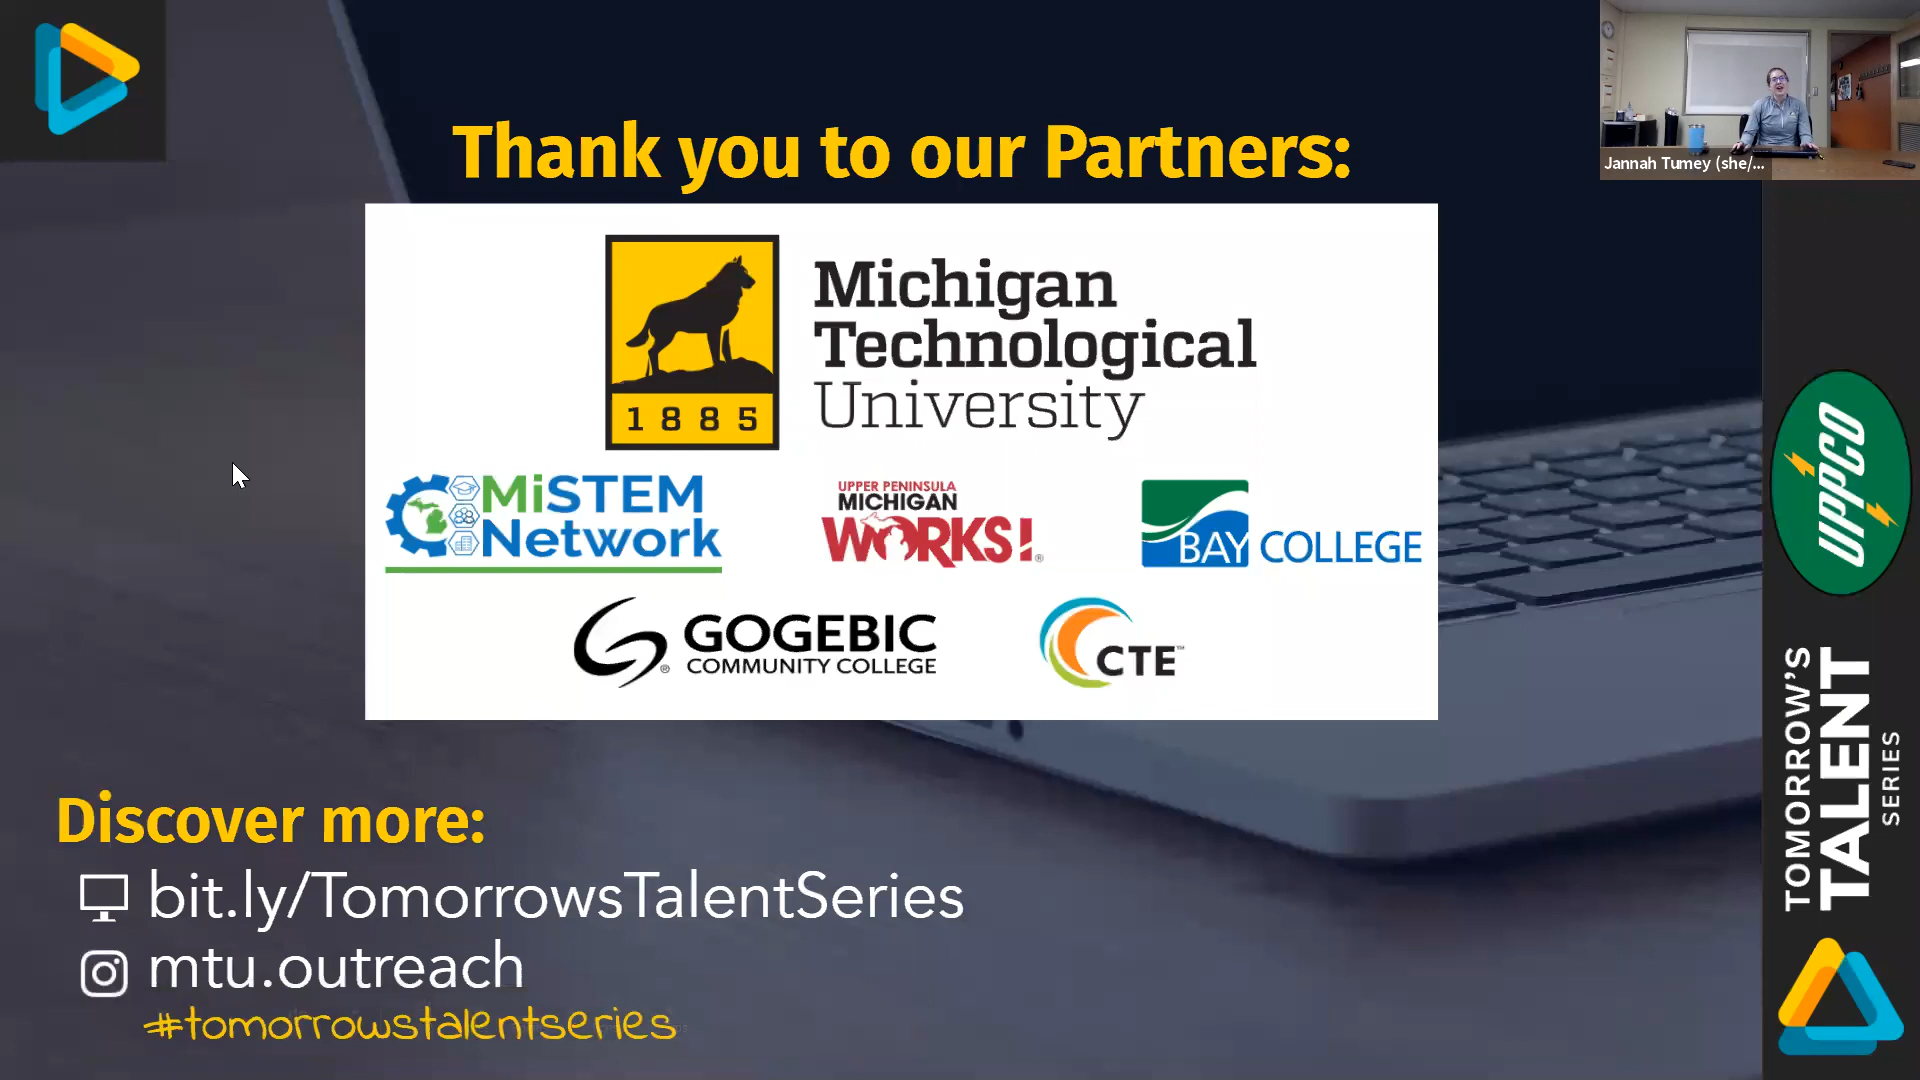 Thank you to our Partners:
Jannah Tumey (she/...
Michigan
Technological
University
1885
MiSTEM
Network
UPPER PENINSULA
MICHIGAN
WORKS!®
BAY COLLEGE
GOGEBIC
COMMUNITY COLLEGE
®
CTE™
UPPCO
TOMORROW'S
TALENT
SERIES
Discover more:
bit.ly/TomorrowsTalentSeries
mtu.outreach
#tomorrowstalentseries